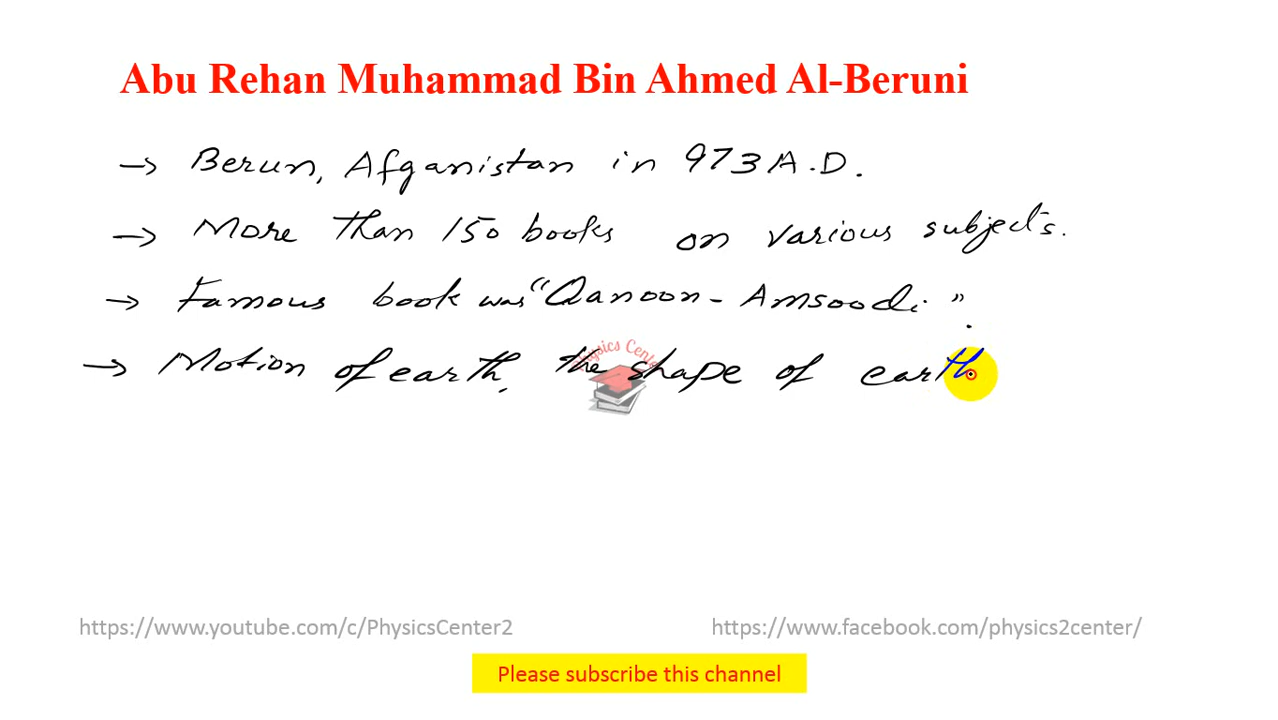 Abu Rehan Muhammad Bin Ahmed Al-Beruni
→ Berun, Afganistan in 973 A.D.
→ More than 150 books on various subjects.
→ Famous book was "Qanoon - Amsoodi".
→ Motion of earth, the shape of earth
Physics Center
https://www.youtube.com/c/PhysicsCenter2 https://www.facebook.com/physics2center/
Please subscribe this channel